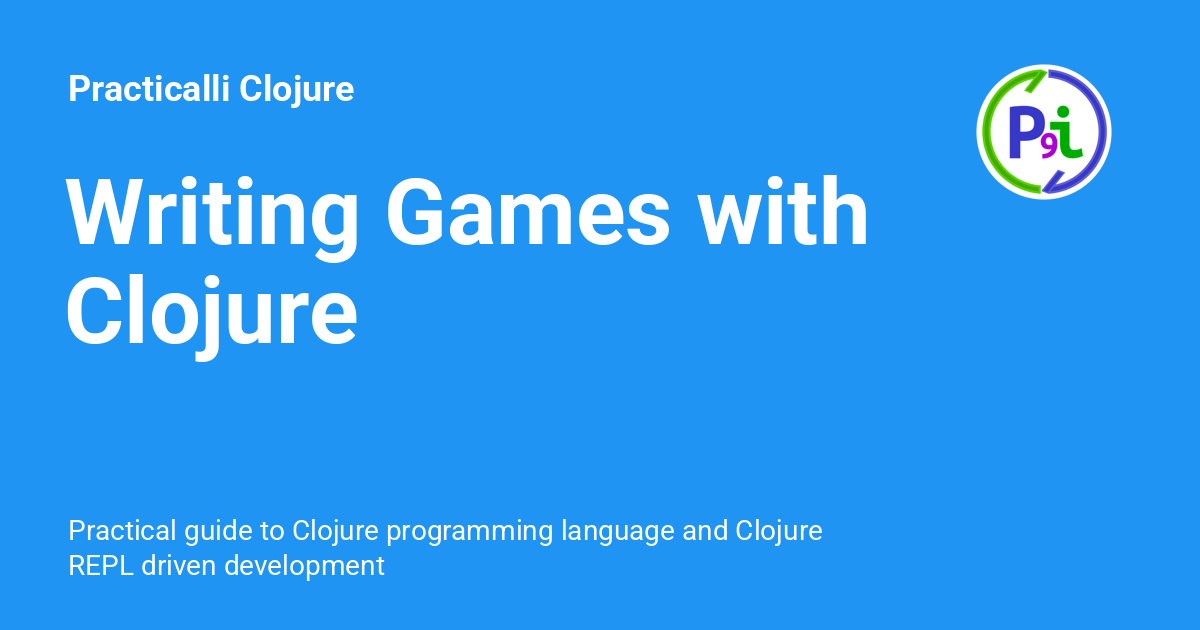 Practicalli Clojure
P9i
Writing Games with
Clojure
Practical guide to Clojure programming language and Clojure
REPL driven development